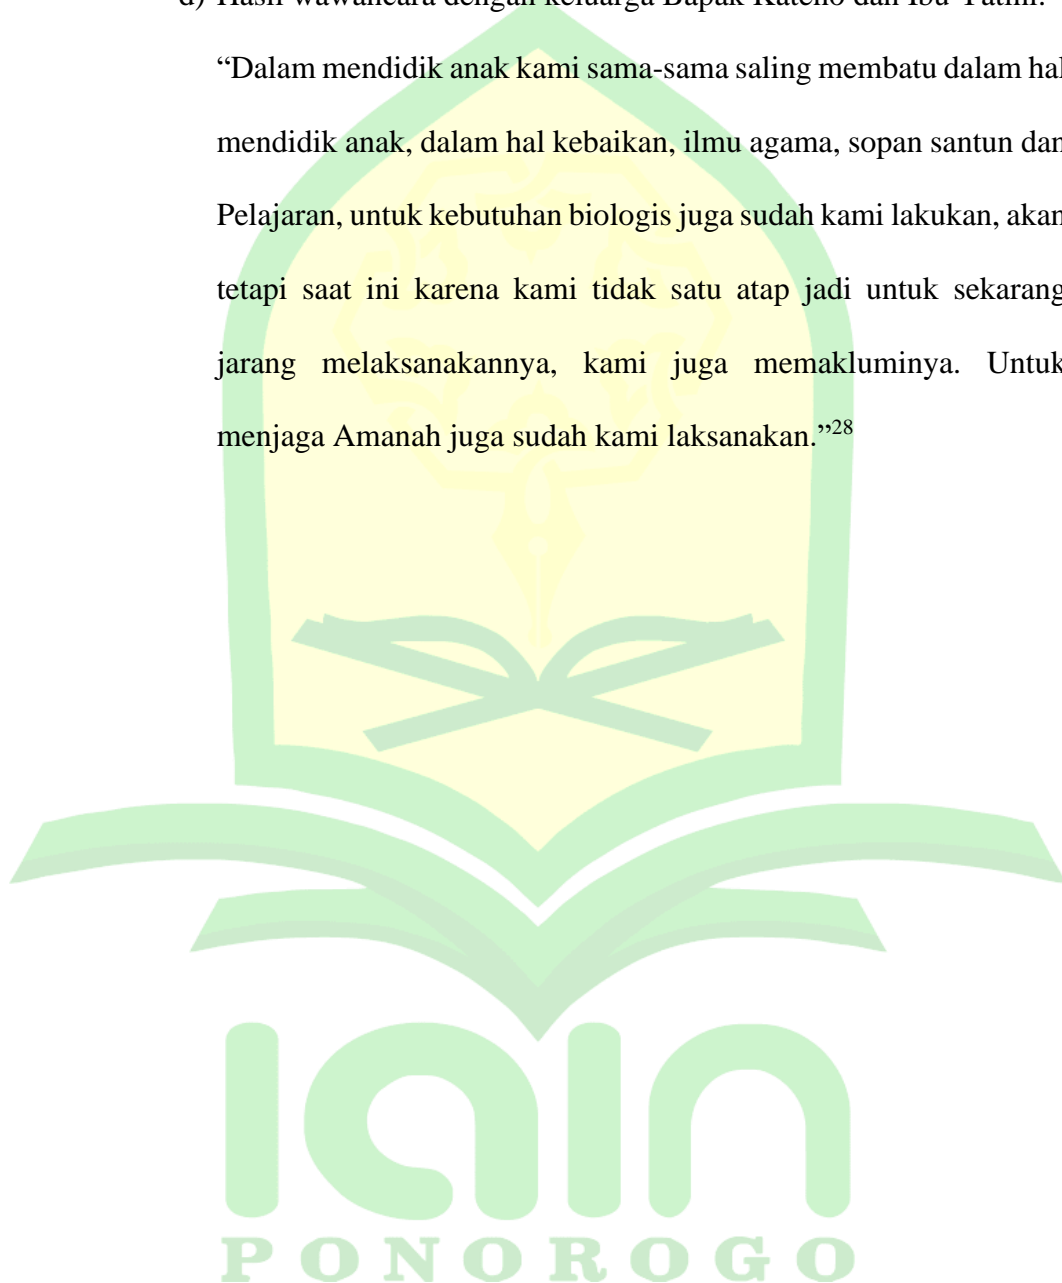 d) Hasil wawancara dengan keluarga Bapak Kateno dan Ibu
“Dalam mendidik anak kami sama-sama saling membatu dalam hal
mendidik anak, dalam hal kebaikan, ilmu agama, sopan santun dan
Pelajaran, untuk kebutuhan biologis juga sudah kami lakukan, akan
tetapi saat ini karena kami tidak satu atap jadi untuk sekarang
jarang melaksanakannya, kami juga memakluminya. Untuk
menjaga Amanah juga sudah kami laksanakan.”28
iain
PONOROGO